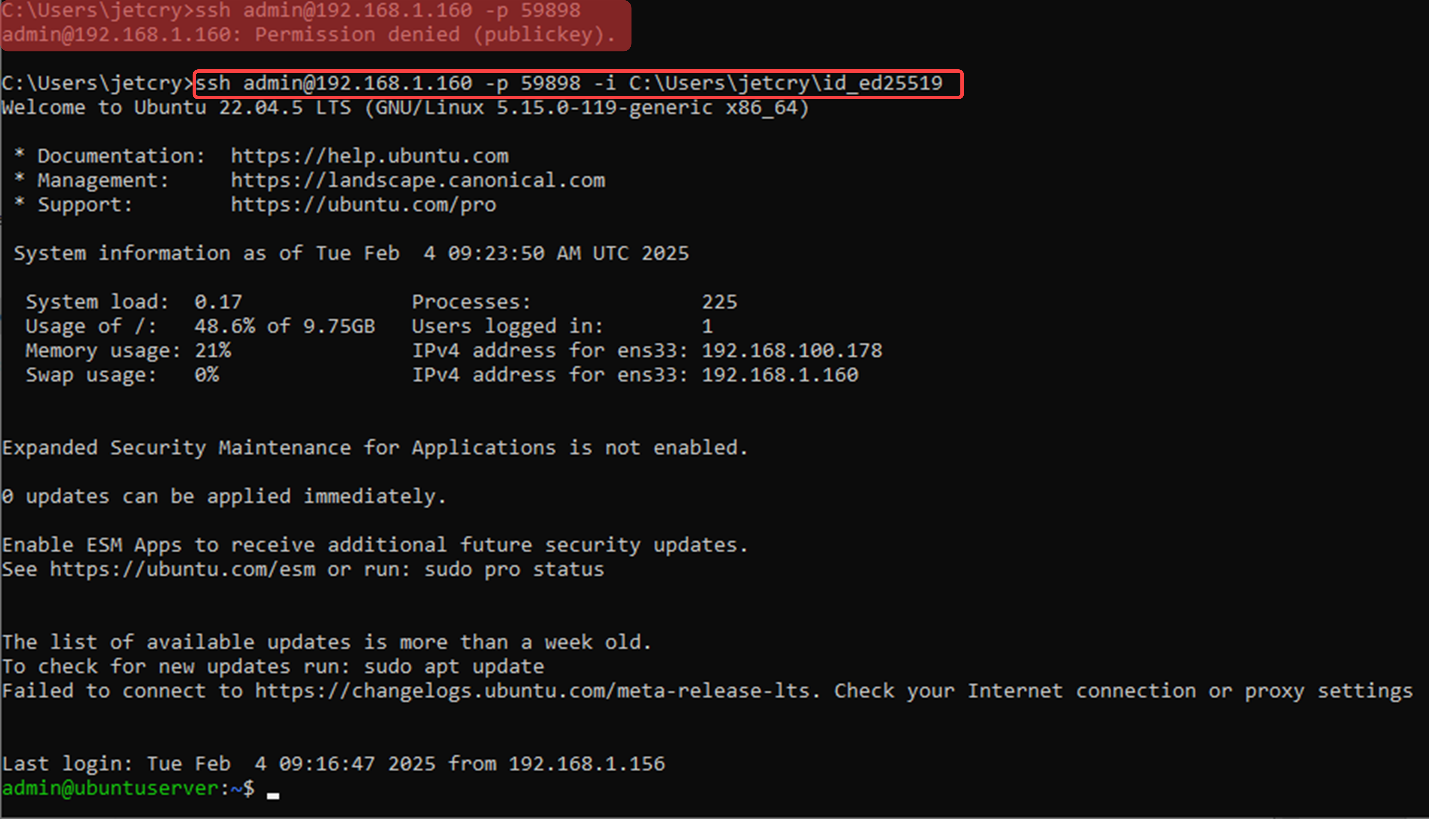 C:\Users\jetcry>ssh admin@192.168.1.160 -p 59898
admin@192.168.1.160: Permission denied (publickey).
C:\Users\jetcry>ssh admin@192.168.1.160 -p 59898 -i C:\Users\jetcry\id_ed25519
Welcome to Ubuntu 22.04.5 LTS (GNU/Linux 5.15.0-119-generic x86_64)
* Documentation:  https://help.ubuntu.com
* Management:     https://landscape.canonical.com
* Support:        https://ubuntu.com/pro
System information as of Tue Feb  4 09:23:50 AM UTC 2025
System load:  0.17                Processes:              225
Usage of /:   48.6% of 9.75GB   Users logged in:        1
Memory usage: 21%               IPv4 address for ens33: 192.168.100.178
Swap usage:   0%                IPv4 address for ens33: 192.168.1.160
Expanded Security Maintenance for Applications is not enabled.
0 updates can be applied immediately.
Enable ESM Apps to receive additional future security updates.
See https://ubuntu.com/esm or run: sudo pro status
The list of available updates is more than a week old.
To check for new updates run: sudo apt update
Failed to connect to https://changelogs.ubuntu.com/meta-release-lts. Check your Internet connection or proxy settings
Last login: Tue Feb  4 09:16:47 2025 from 192.168.1.156
admin@ubuntuserver:~$ _